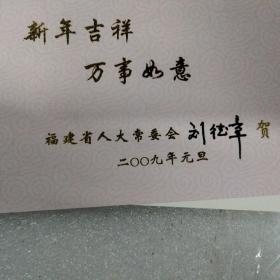 新年吉祥
万事如意
福建省人大常委会 刘德章 贺
二〇〇九年元旦